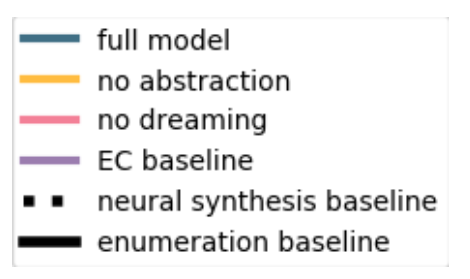 full model
no abstraction
no dreaming
EC baseline
neural synthesis baseline
enumeration baseline